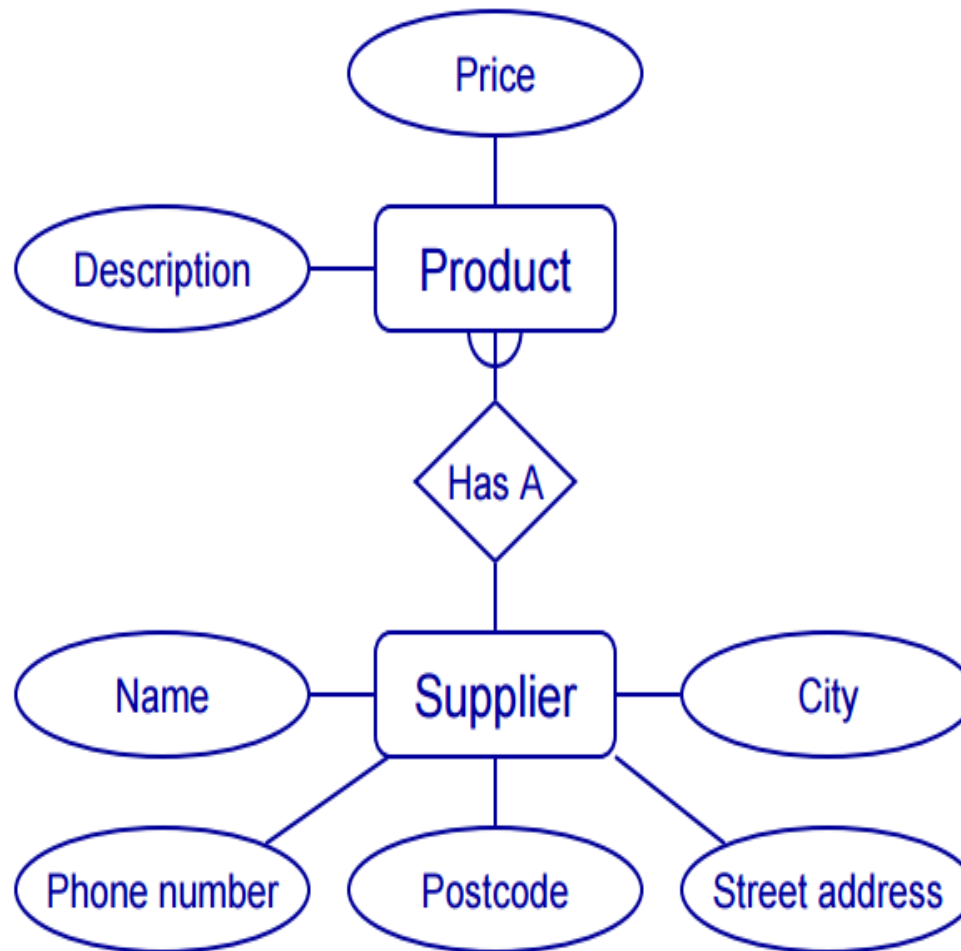 Price
Description
Product
Has A
Name
Supplier
City
Phone number
Postcode
Street address